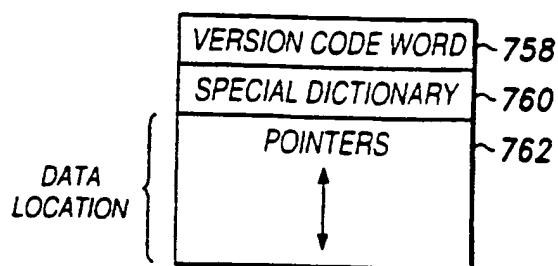 VERSION CODE WORD 758
SPECIAL DICTIONARY 760
POINTERS 762
DATA
LOCATION